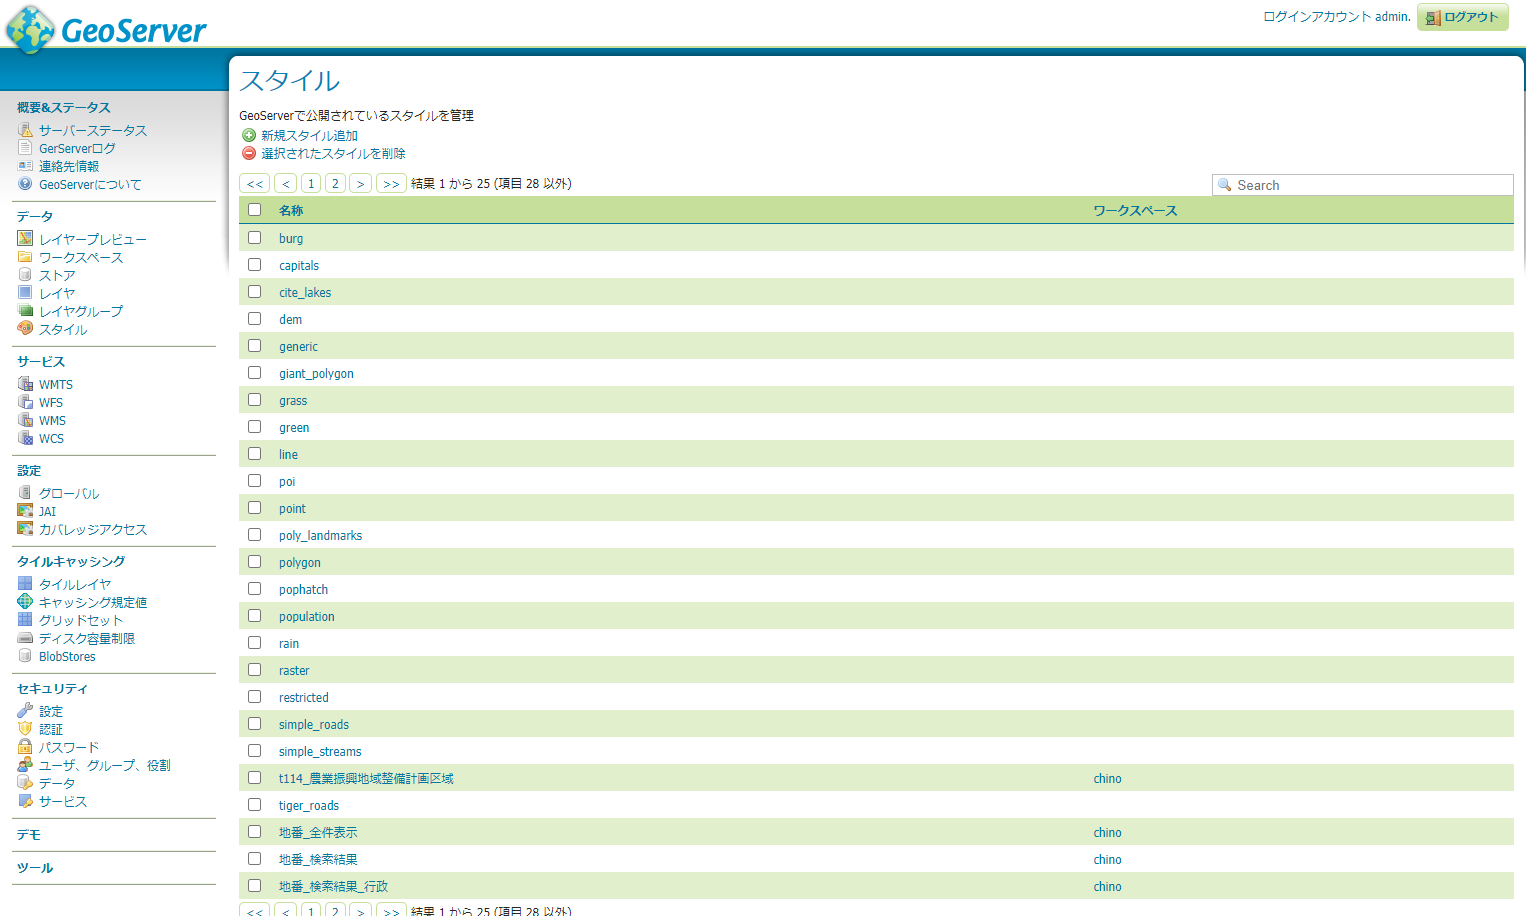 GeoServer
ログインアカウント admin.
ログアウト
概要&ステータス
サーバーステータス
GerServerログ
連絡先情報
GeoServerについて
データ
レイヤープレビュー
ワークスペース
ストア
レイヤ
レイヤグループ
スタイル
サービス
WMTS
WFS
WMS
WCS
設定
グローバル
JAI
カバレッジアクセス
タイルキャッシング
タイルレイヤ
キャッシング規定値
グリッドセット
ディスク容量制限
BlobStores
セキュリティ
設定
認証
パスワード
ユーザ、グループ、役割
データ
サービス
デモ
ツール
スタイル
GeoServerで公開されているスタイルを管理
新規スタイル追加
選択されたスタイルを削除
<< < 1 2 > >> 結果 1 から 25 (項目 28 以外)
Search
名称 ワークスペース
burg
capitals
cite_lakes
dem
generic
giant_polygon
grass
green
line
poi
point
poly_landmarks
polygon
pophatch
population
rain
raster
restricted
simple_roads
simple_streams
t114_農業振興地域整備計画区域 chino
tiger_roads
地番_全件表示 chino
地番_検索結果 chino
地番_検索結果_行政 chino
<< < 1 2 > >> 結果 1 から 25 (項目 28 以外)